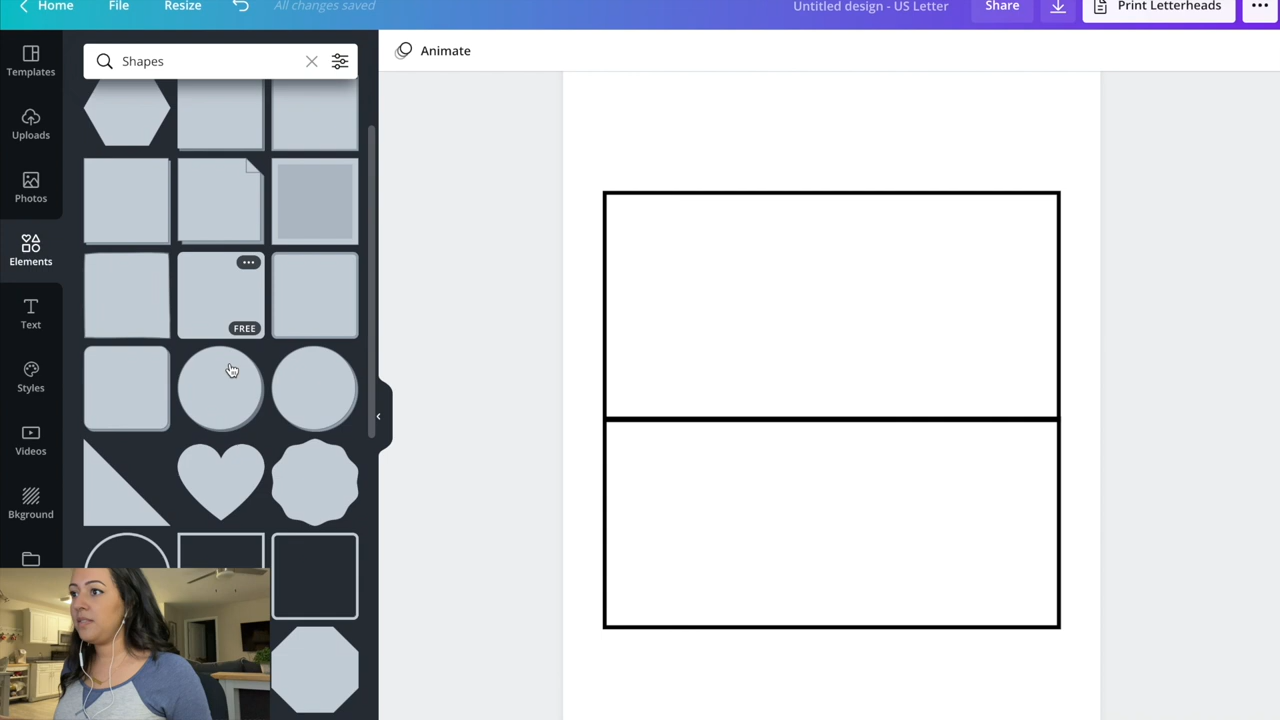 Home File Resize All changes saved Untitled design - US Letter Share Print Letterheads
Templates
Uploads
Photos
Elements
Text
Styles
Videos
Bkground
Shapes
FREE
Animate